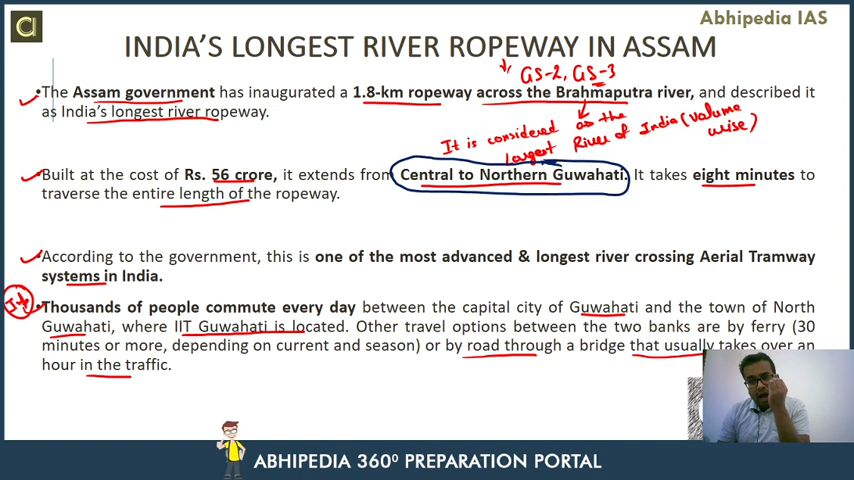 Abhipedia IAS
INDIA'S LONGEST RIVER ROPEWAY IN ASSAM
GS-2, GS-3
•The Assam government has inaugurated a 1.8-km ropeway across the Brahmaputra river, and described it
as India's longest river ropeway.
It is considered as the
largest River of India (volume
wise)
•Built at the cost of Rs. 56 crore, it extends from Central to Northern Guwahati. It takes eight minutes to
traverse the entire length of the ropeway.
•According to the government, this is one of the most advanced & longest river crossing Aerial Tramway
systems in India.
•Thousands of people commute every day between the capital city of Guwahati and the town of North
Guwahati, where IIT Guwahati is located. Other travel options between the two banks are by ferry (30
minutes or more, depending on current and season) or by road through a bridge that usually takes over an
hour in the traffic.
ABHIPEDIA 360⁰ PREPARATION PORTAL